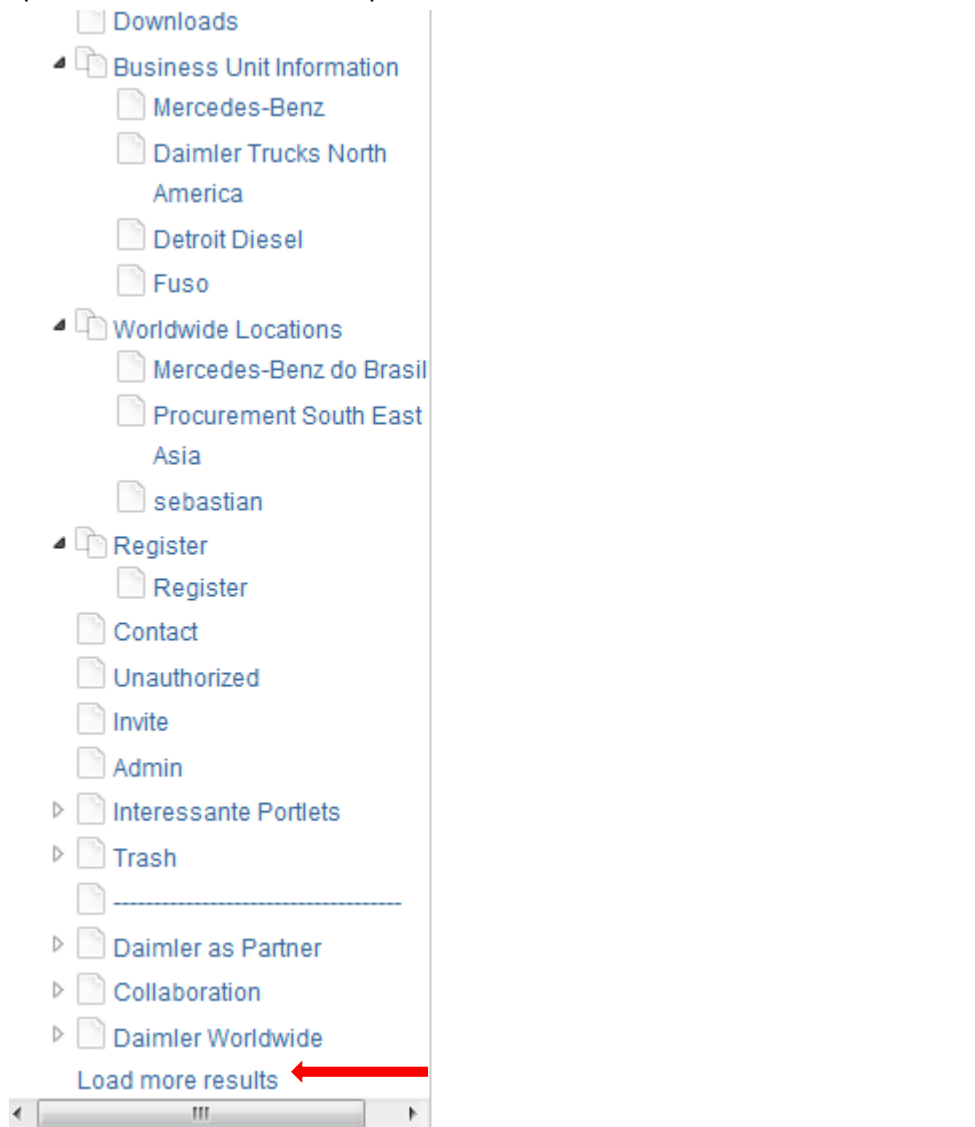 Downloads
Business Unit Information
Mercedes-Benz
Daimler Trucks North
America
Detroit Diesel
Fuso
Worldwide Locations
Mercedes-Benz do Brasil
Procurement South East
Asia
sebastian
Register
Register
Contact
Unauthorized
Invite
Admin
Interessante Portlets
Trash
------------------------------------
Daimler as Partner
Collaboration
Daimler Worldwide
Load more results